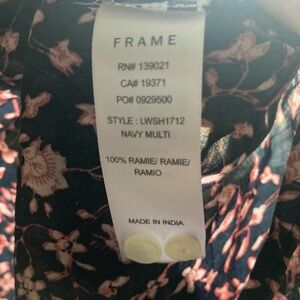 FRAME
RN# 139021
CA# 19371
PO# 0929500
STYLE : LWSH1712
NAVY MULTI
100% RAMIE/ RAMIE/
RAMIO
MADE IN INDIA